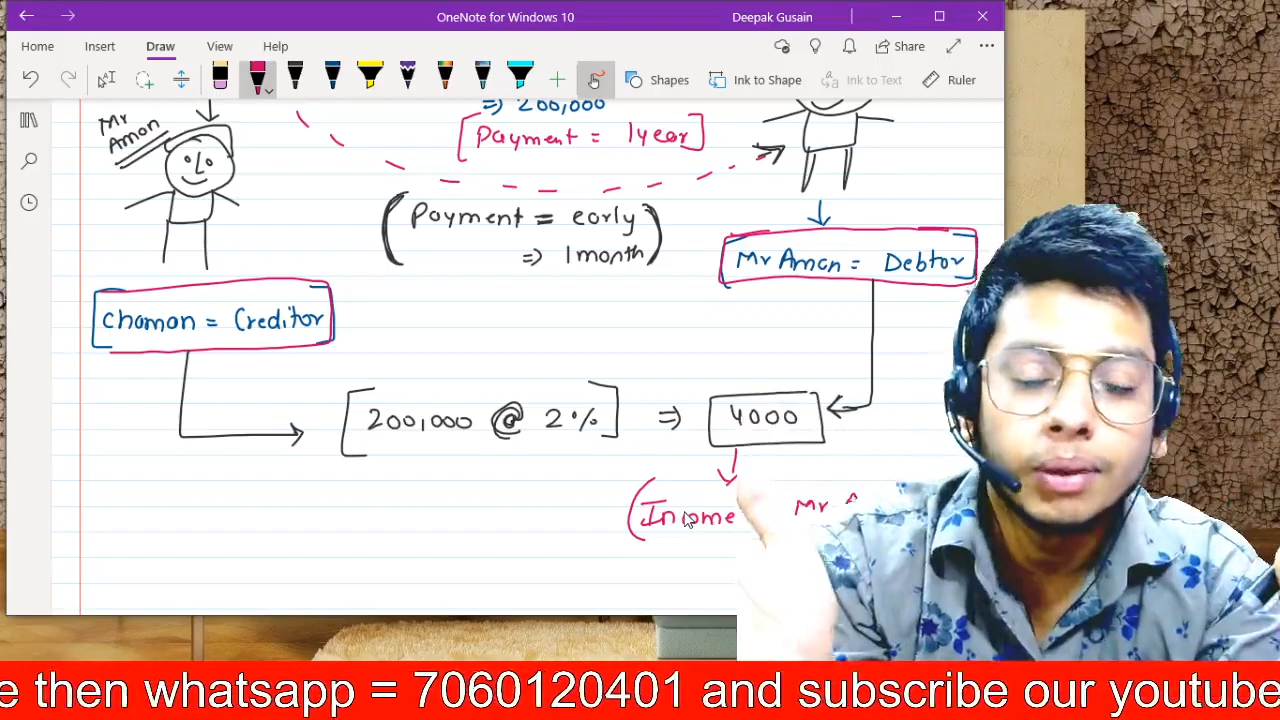 OneNote for Windows 10
Deepak Gusain
Home Insert Draw View Help
Share
Shapes
Ink to Shape
Ink to Text
Ruler
Mr
Aman
=> 200,000
[Payment = 1year]
(Payment = early
=> 1month)
Mr Aman = Debtor
Chaman = Creditor
[200,000 @ 2%] => 4000
(Income Mr A
e then whatsapp = 7060120401 and subscribe our youtube